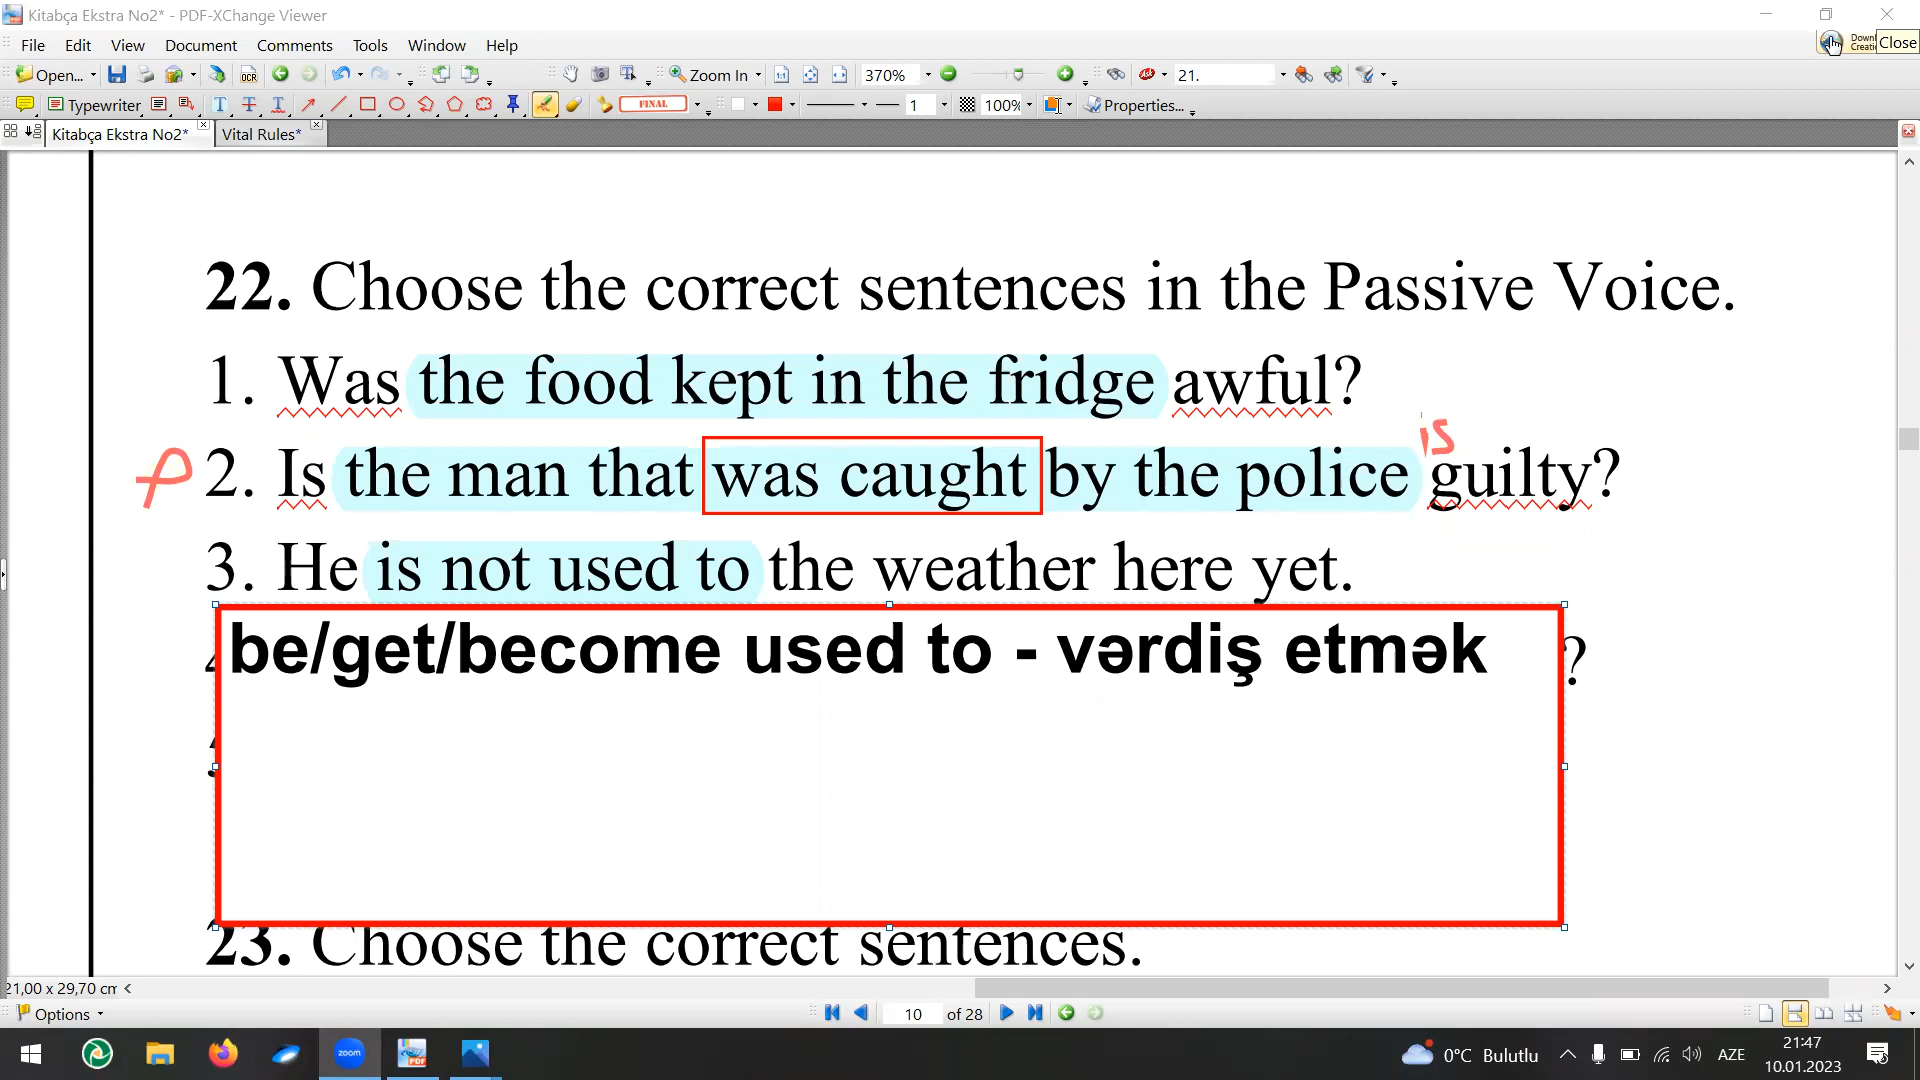 Kitabça Ekstra No2* - PDF-XChange Viewer
File Edit View Document Comments Tools Window Help
Close
Open... OCR Zoom In 370% 21.
Typewriter FINAL 1 100% Properties...
Kitabça Ekstra No2* Vital Rules*
22. Choose the correct sentences in the Passive Voice.
1. Was the food kept in the fridge awful?
is
2. Is the man that was caught by the police guilty?
3. He is not used to the weather here yet.
be/get/become used to - vərdiş etmək
?
23. Choose the correct sentences.
21,00 x 29,70 cm
Options 10 of 28
zoom PDF 0°C Bulutlu AZE 21:47
10.01.2023